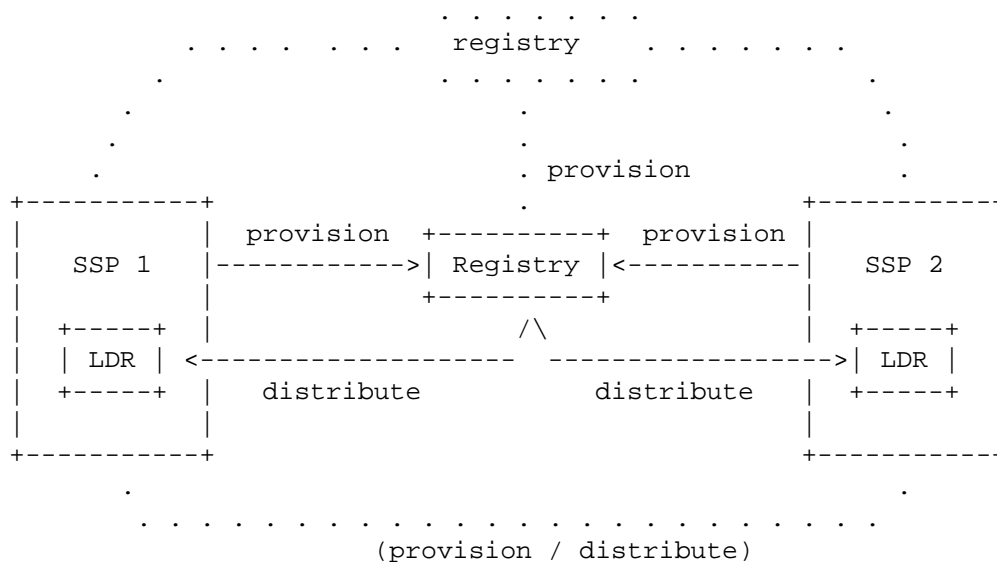 registry
provision
provision provision
SSP 1 Registry SSP 2
LDR LDR
distribute distribute
(provision / distribute)